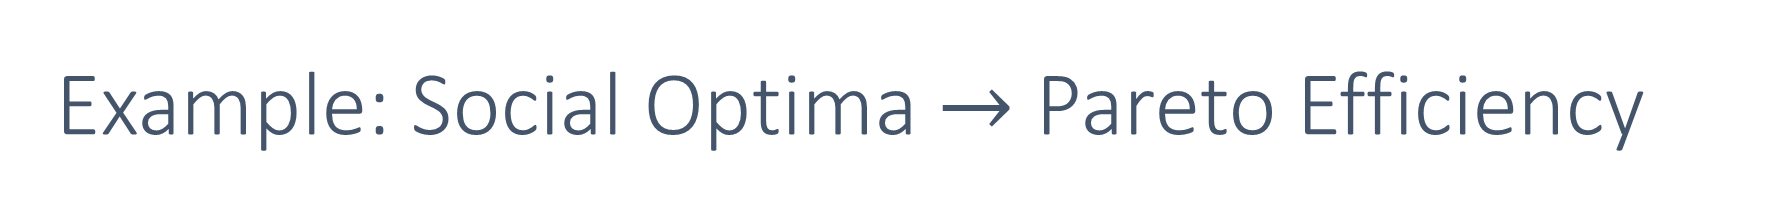 Example: Social Optima → Pareto Efficiency